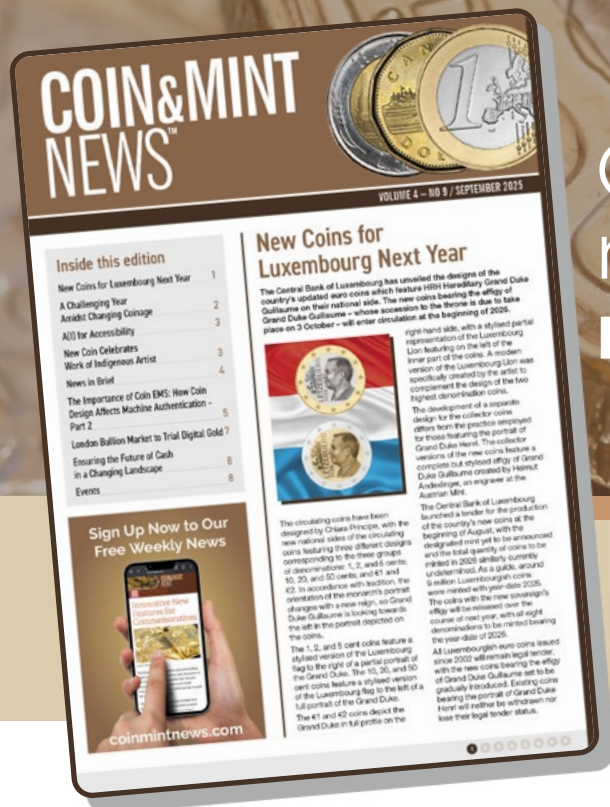 COIN&MINT
NEWS™
VOLUME 4 – NO 9 / SEPTEMBER 2025
Inside this edition
New Coins for Luxembourg Next Year 1
A Challenging Year
Amidst Changing Coinage 2
A(I) for Accessibility 3
New Coin Celebrates
Work of Indigenous Artist 3
News in Brief 4
The Importance of Coin EMS: How Coin
Design Affects Machine Authentication –
Part 2 5
London Bullion Market to Trial Digital Gold 7
Ensuring the Future of Cash
in a Changing Landscape 8
Events 8
Sign Up Now to Our
Free Weekly News
Innovative New
Features for
Commemoratives
coinmintnews.com
New Coins for
Luxembourg Next Year
The Central Bank of Luxembourg has unveiled the designs of the
country's updated euro coins which feature HRH Hereditary Grand Duke
Guillaume on their national side. The new coins bearing the effigy of
Grand Duke Guillaume – whose accession to the throne is due to take
place on 3 October – will enter circulation at the beginning of 2026.
The circulating coins have been
designed by Chiara Principe, with the
new national sides of the circulating
coins featuring three different designs
corresponding to the three groups
of denominations: 1, 2, and 5 cents;
10, 20, and 50 cents; and €1 and
€2. In accordance with tradition, the
orientation of the monarch's portrait
changes with a new reign, so Grand
Duke Guillaume is looking towards
the left in the portrait depicted on
the coins.
The 1, 2, and 5 cent coins feature a
stylised version of the Luxembourg
flag to the right of a partial portrait of
the Grand Duke. The 10, 20, and 50
cent coins feature a stylised version
of the Luxembourg flag to the left of a
full portrait of the Grand Duke.
The €1 and €2 coins depict the
Grand Duke in full profile on the
right-hand side, with a stylised partial
representation of the Luxembourg
Lion featuring on the left of the
inner part of the coins. A modern
version of the Luxembourg Lion was
specifically created by the artist to
complement the design of the two
highest denomination coins.
The development of a separate
design for the collector coins
differs from the practice employed
for those featuring the portrait of
Grand Duke Henri. The collector
versions of the new coins feature a
complete but stylised effigy of Grand
Duke Guillaume created by Helmut
Andexlinger, an engraver at the
Austrian Mint.
The Central Bank of Luxembourg
launched a tender for the production
of the country's new coins at the
beginning of August, with the
designated mint yet to be announced
and the total quantity of coins to be
minted in 2026 similarly currently
undetermined. As a guide, around
9 million Luxembourgish coins
were minted with year-date 2025.
The coins with the new sovereign's
effigy will be released over the
course of next year, with all eight
denominations to be minted bearing
the year-date of 2026.
All Luxembourgish euro coins issued
since 2002 will remain legal tender,
with the new coins bearing the effigy
of Grand Duke Guillaume set to be
gradually introduced. Existing coins
bearing the portrait of Grand Duke
Henri will neither be withdrawn nor
lose their legal tender status.